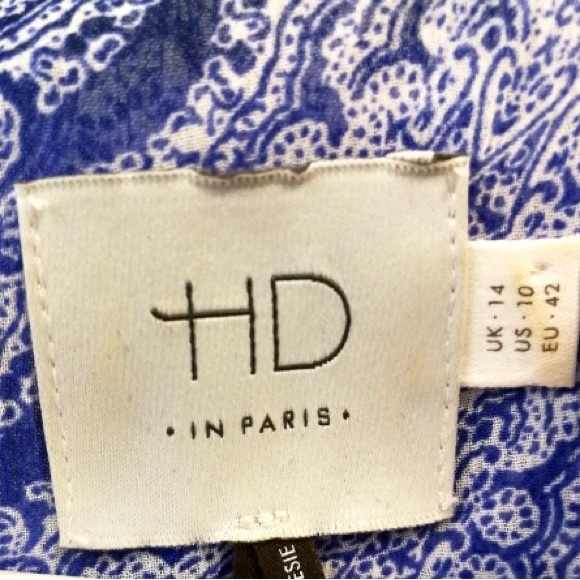 HD
• IN PARIS •
UK • 14
US • 10
EU • 42